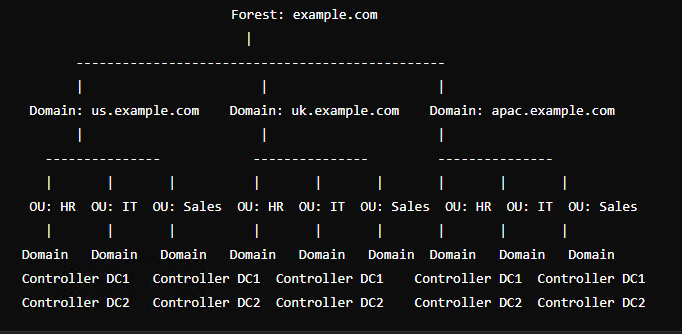 Forest: example.com
Domain: us.example.com Domain: uk.example.com Domain: apac.example.com
OU: HR OU: IT OU: Sales OU: HR OU: IT OU: Sales OU: HR OU: IT OU: Sales
Domain Domain Domain Domain Domain Domain Domain Domain Domain
Controller DC1 Controller DC1 Controller DC1 Controller DC1 Controller DC1
Controller DC2 Controller DC2 Controller DC2 Controller DC2 Controller DC2